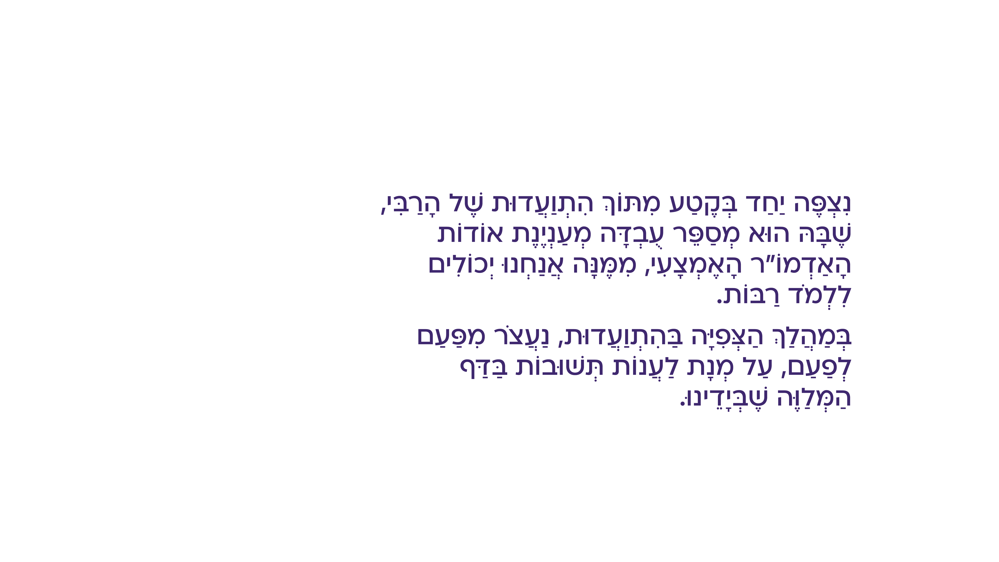 נִצְפֶּה יַחַד בְּקֶטַע מִתּוֹךְ הִתְוַעֲדוּת שֶׁל הָרַבִּי,
שֶׁבָּהּ הוּא מְסַפֵּר עֻבְדָּה מְעַנְיֶנֶת אוֹדוֹת
הָאַדְמוֹ"ר הָאֶמְצָעִי, מִמֶּנָּה אֲנַחְנוּ יְכוֹלִים
לִלְמֹד רַבּוֹת.
בְּמַהֲלַךְ הַצְּפִיָּה בַּהִתְוַעֲדוּת, נַעֲצֹר מִפַּעַם
לְפַעַם, עַל מְנָת לַעֲנוֹת תְּשׁוּבוֹת בַּדַּף
הַמְּלַוֶּה שֶׁבְּיָדֵינוּ.